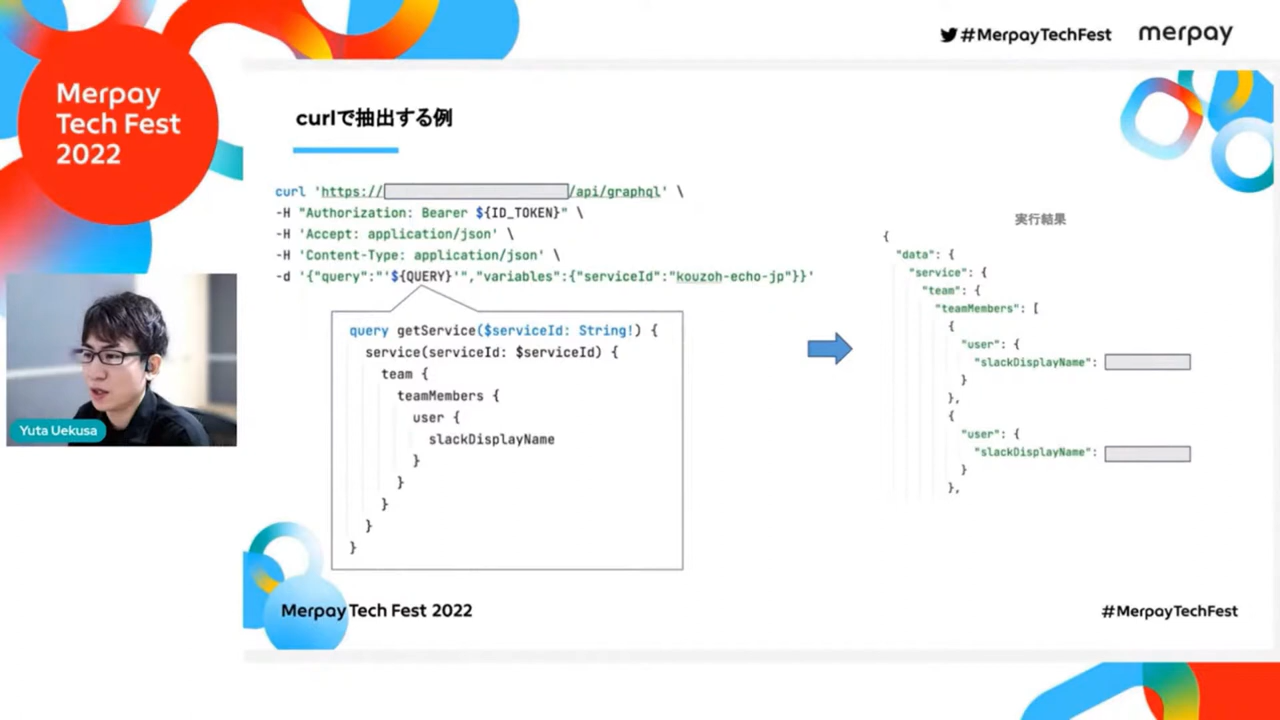 Merpay
Tech Fest
2022
#MerpayTechFest
merpay
curlで抽出する例
curl 'https:///api/graphql' \
-H "Authorization: Bearer ${ID_TOKEN}" \
-H 'Accept: application/json' \
-H 'Content-Type: application/json' \
-d '{"query":"'${QUERY}'","variables":{"serviceId":"kouzoh-echo-jp"}}'
query getService($serviceId: String!) {
service(serviceId: $serviceId) {
team {
teamMembers {
user {
slackDisplayName
}
}
}
}
}
実行結果
{
"data": {
"service": {
"team": {
"teamMembers": [
{
"user": {
"slackDisplayName":
}
},
{
"user": {
"slackDisplayName":
}
},
Yuta Uekusa
Merpay Tech Fest 2022
#MerpayTechFest